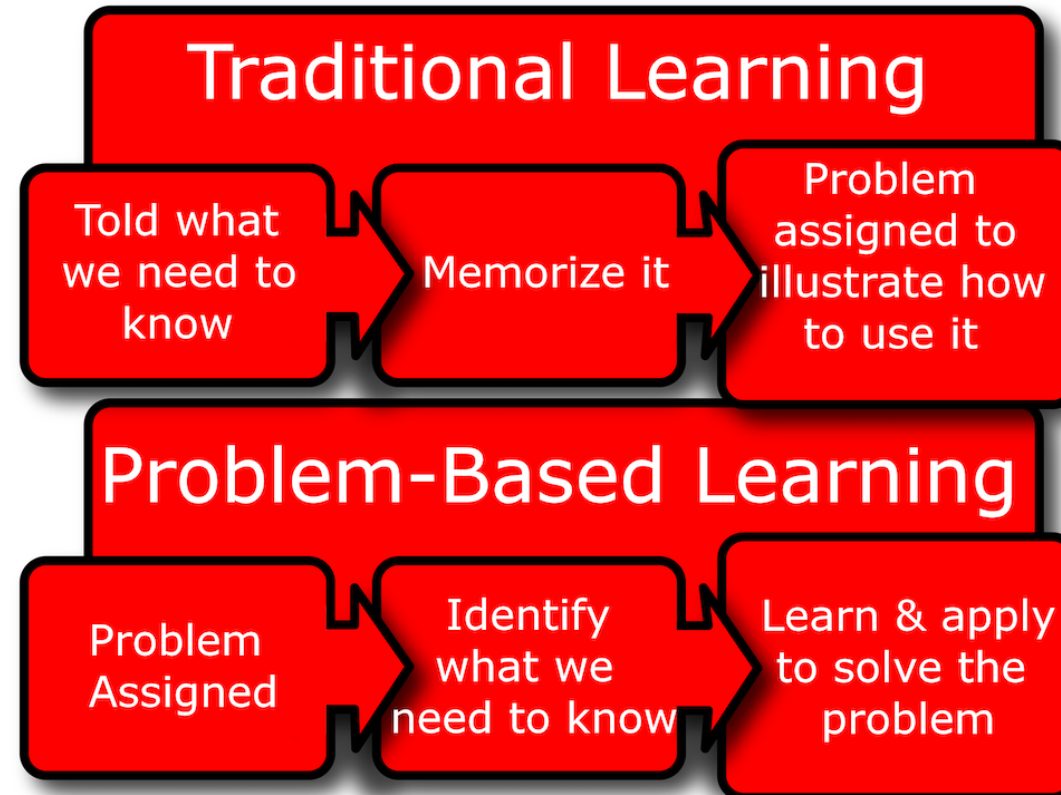 Traditional Learning
Told what
we need to
know
Memorize it
Problem
assigned to
illustrate how
to use it
Problem-Based Learning
Problem
Assigned
Identify
what we
need to know
Learn & apply
to solve the
problem